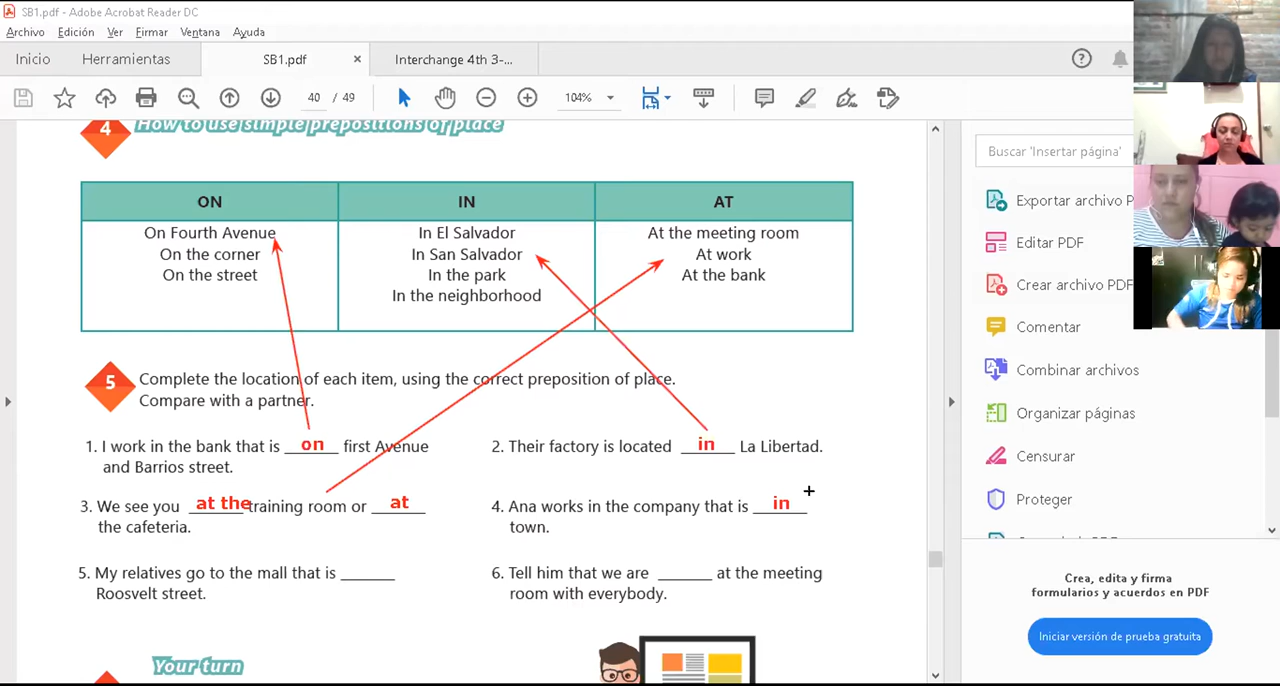 SB1.pdf - Adobe Acrobat Reader DC
Archivo Edición Ver Firmar Ventana Ayuda
Inicio Herramientas SB1.pdf × Interchange 4th 3-...
40 / 49 104%
4 How to use simple prepositions of place
ON IN AT
On Fourth Avenue In El Salvador At the meeting room
On the corner In San Salvador At work
On the street In the park At the bank
In the neighborhood
5 Complete the location of each item, using the correct preposition of place.
Compare with a partner.
1. I work in the bank that is on first Avenue
and Barrios street.
2. Their factory is located in La Libertad.
3. We see you at the training room or at
the cafeteria.
4. Ana works in the company that is in
town.
5. My relatives go to the mall that is ______
Roosvelt street.
6. Tell him that we are ______ at the meeting
room with everybody.
Your turn
Buscar 'Insertar página'
Exportar archivo P
Editar PDF
Crear archivo PDF
Comentar
Combinar archivos
Organizar páginas
Censurar
Proteger
Crea, edita y firma
formularios y acuerdos en PDF
Iniciar versión de prueba gratuita